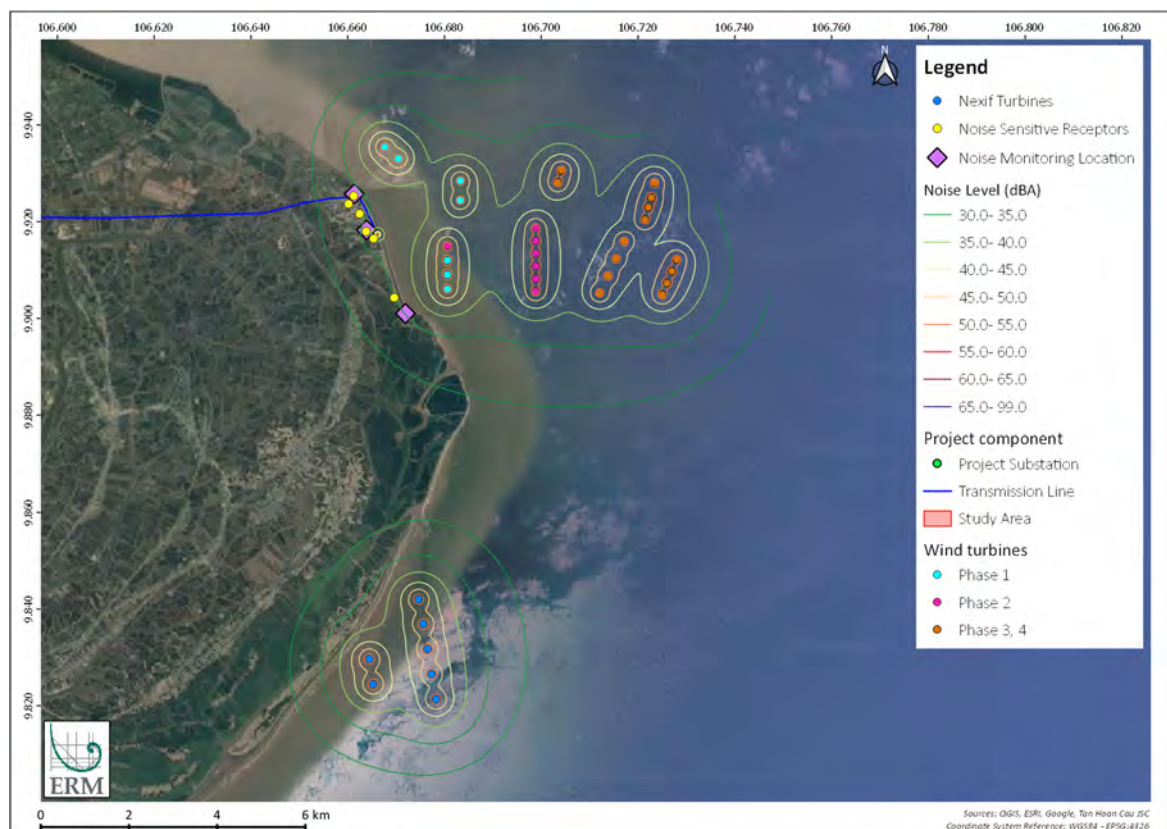 106.600 106.620 106.640 106.660 106.680 106.700 106.720 106.740 106.760 106.780 106.800 106.820
9.940
9.920
9.900
9.880
9.860
9.840
9.820
N
Legend
Nexif Turbines
Noise Sensitive Receptors
Noise Monitoring Location
Noise Level (dBA)
30.0- 35.0
35.0- 40.0
40.0- 45.0
45.0- 50.0
50.0- 55.0
55.0- 60.0
60.0- 65.0
65.0- 99.0
Project component
Project Substation
Transmission Line
Study Area
Wind turbines
Phase 1
Phase 2
Phase 3, 4
ERM
0 2 4 6 km
Sources: QGIS, ESRI, Google, Tan Hoan Cau JSC
Coordinate System Reference: WGS84 - EPSG:4326